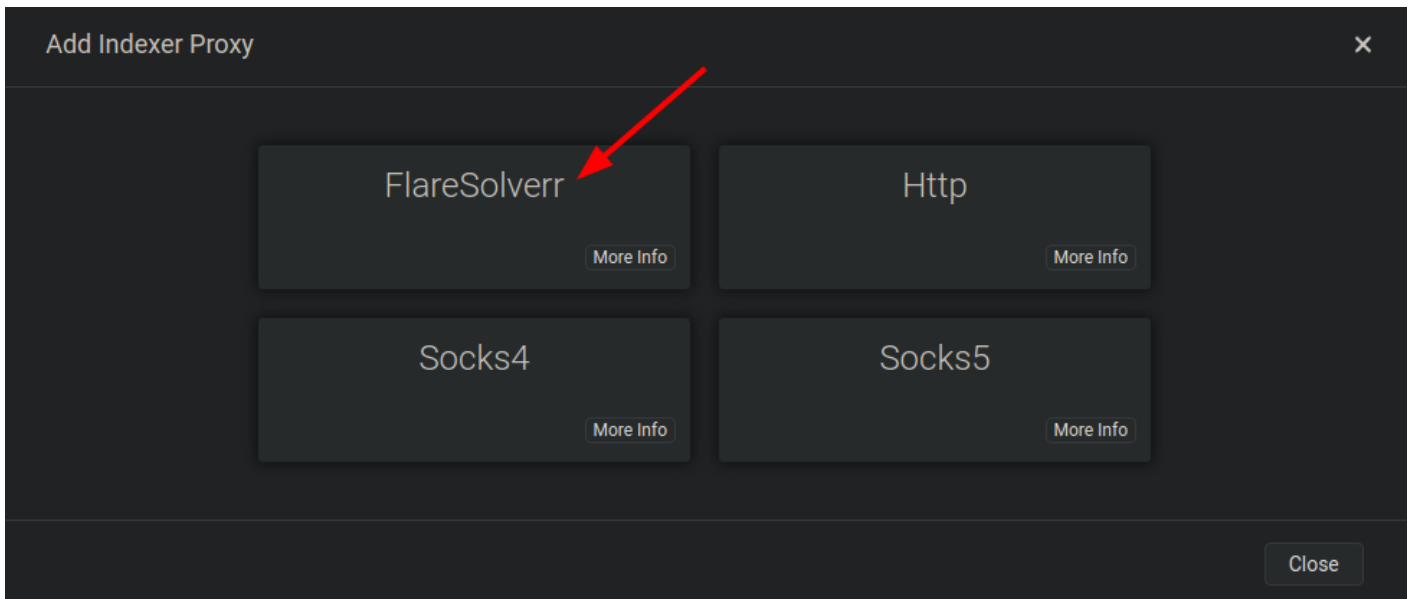 Add Indexer Proxy
FlareSolverr
More Info
Http
More Info
Socks4
More Info
Socks5
More Info
Close